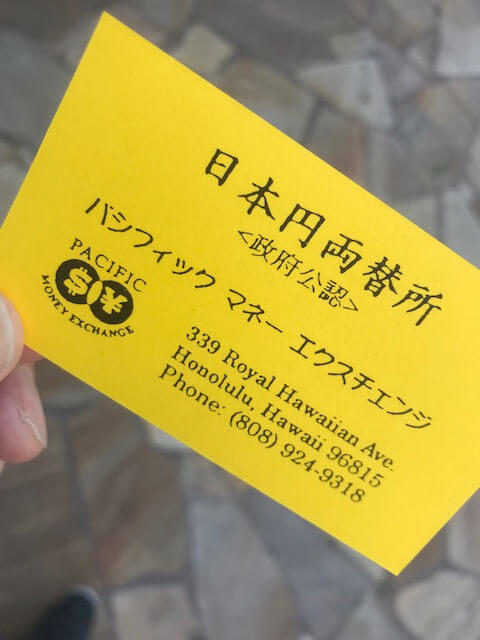 日本円両替所
<政府公認>
パシフィック マネー エクスチェンジ
PACIFIC
$ ¥
MONEY EXCHANGE
339 Royal Hawaiian Ave.
Honolulu, Hawaii 96815
Phone: (808) 924-9318